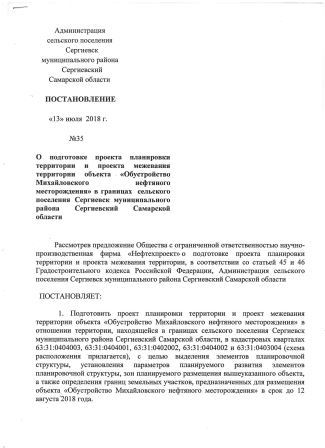 Администрация
сельского поселения
Сергиевск
муниципального района
Сергиевский
Самарской области
ПОСТАНОВЛЕНИЕ
«13» июля 2018 г.
№35
О подготовке проекта планировки
территории и проекта межевания
территории объекта «Обустройство
Михайловского нефтяного
месторождения» в границах сельского
поселения Сергиевск муниципального
района Сергиевский Самарской
области
Рассмотрев предложение Общества с ограниченной ответственностью научно-
производственная фирма «Нефтехпроект» о подготовке проекта планировки
территории и проекта межевания территории, в соответствии со статьей 45 и 46
Градостроительного кодекса Российской Федерации, Администрация сельского
поселения Сергиевск муниципального района Сергиевский Самарской области
ПОСТАНОВЛЯЕТ:
1. Подготовить проект планировки территории и проект межевания
территории объекта «Обустройство Михайловского нефтяного месторождения» в
отношении территории, находящейся в границах сельского поселения Сергиевск
муниципального района Сергиевский Самарской области, в кадастровых кварталах
63:31:0404003, 63:31:0404001, 63:31:0402002, 63:31:0404002 и 63:31:0403004 (схема
расположения прилагается), с целью выделения элементов планировочной
структуры, установления параметров планируемого развития элементов
планировочной структуры, зон планируемого размещения вышеуказанного объекта,
а также определения границ земельных участков, предназначенных для размещения
объекта «Обустройство Михайловского нефтяного месторождения» в срок до 12
августа 2018 года.